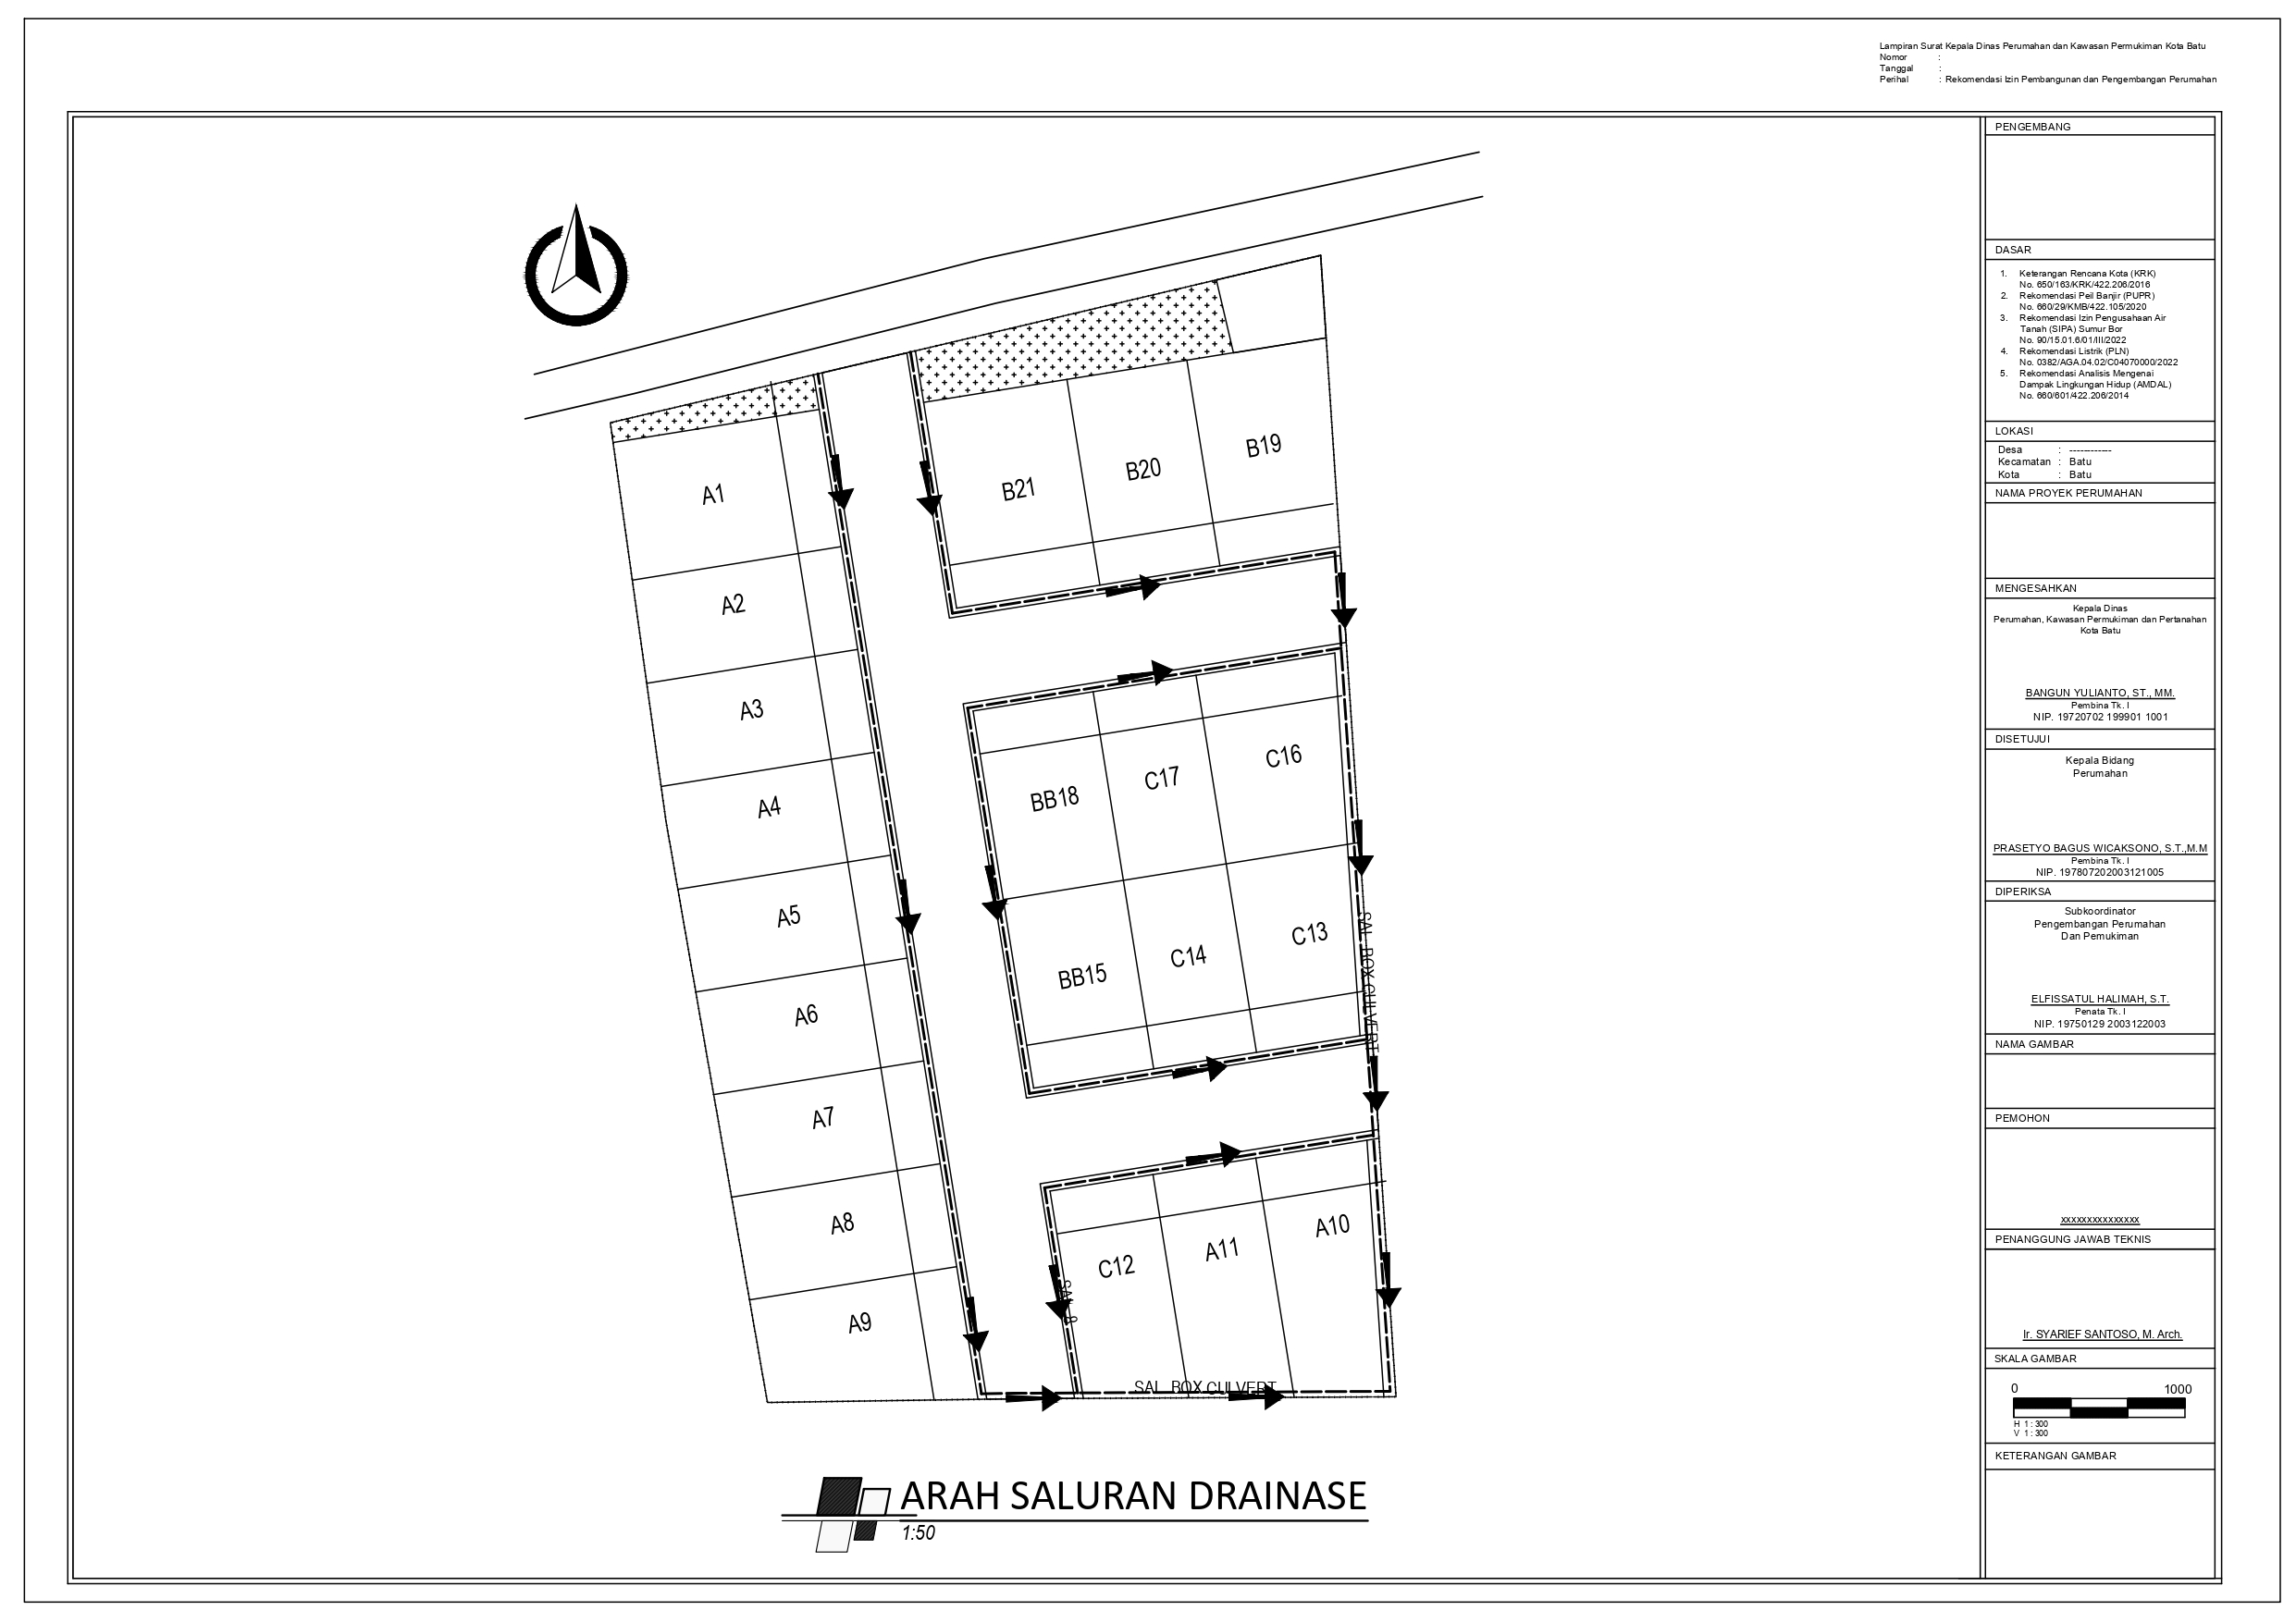 Lampiran Surat Kepala Dinas Perumahan dan Kawasan Permukiman Kota Batu
Nomor :
Tanggal :
Perihal : Rekomendasi Izin Pembangunan dan Pengembangan Perumahan
A1
A2
A3
A4
A5
A6
A7
A8
A9
B21
B20
B19
BB18
C17
C16
BB15
C14
C13
C12
A11
A10
SAL. BOX CULVERT
SAL. BOX CULVERT
ARAH SALURAN DRAINASE
1:50
PENGEMBANG
DASAR
1. Keterangan Rencana Kota (KRK)
No. 650/163/KRK/422.206/2016
2. Rekomendasi Peil Banjir (PUPR)
No. 660/29/KMB/422.105/2020
3. Rekomendasi Izin Pengusahaan Air
Tanah (SIPA) Sumur Bor
No. 90/15.01.6/01/III/2022
4. Rekomendasi Listrik (PLN)
No. 0382/AGA.04.02/C04070000/2022
5. Rekomendasi Analisis Mengenai
Dampak Lingkungan Hidup (AMDAL)
No. 660/601/422.206/2014
LOKASI
Desa : ------------
Kecamatan : Batu
Kota : Batu
NAMA PROYEK PERUMAHAN
MENGESAHKAN
Kepala Dinas
Perumahan, Kawasan Permukiman dan Pertanahan
Kota Batu
BANGUN YULIANTO, ST., MM.
Pembina Tk. I
NIP. 19720702 199901 1001
DISETUJUI
Kepala Bidang
Perumahan
PRASETYO BAGUS WICAKSONO, S.T.,M.M
Pembina Tk. I
NIP. 197807202003121005
DIPERIKSA
Subkoordinator
Pengembangan Perumahan
Dan Pemukiman
ELFISSATUL HALIMAH, S.T.
Penata Tk. I
NIP. 19750129 2003122003
NAMA GAMBAR
PEMOHON
xxxxxxxxxxxxxxx
PENANGGUNG JAWAB TEKNIS
Ir. SYARIEF SANTOSO, M. Arch.
SKALA GAMBAR
0 1000
H 1 : 300
V 1 : 300
KETERANGAN GAMBAR